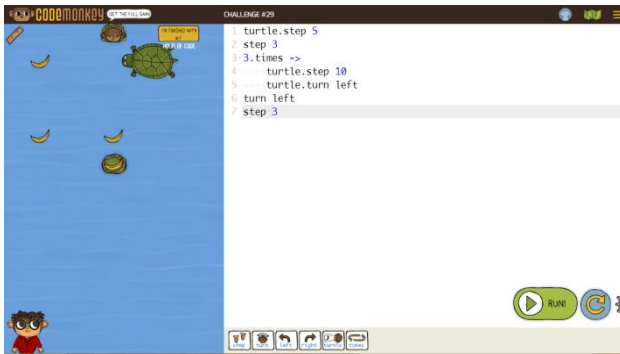 CODEMONKEY GET THE FULL GAME
CHALLENGE #29
I'M FINISHED WITH MY
HOUR OF CODE
1 turtle.step 5
2 step 3
3 3.times ->
4 turtle.step 10
5 turtle.turn left
6 turn left
7 step 3
RUN!
step turn left right turnTo times